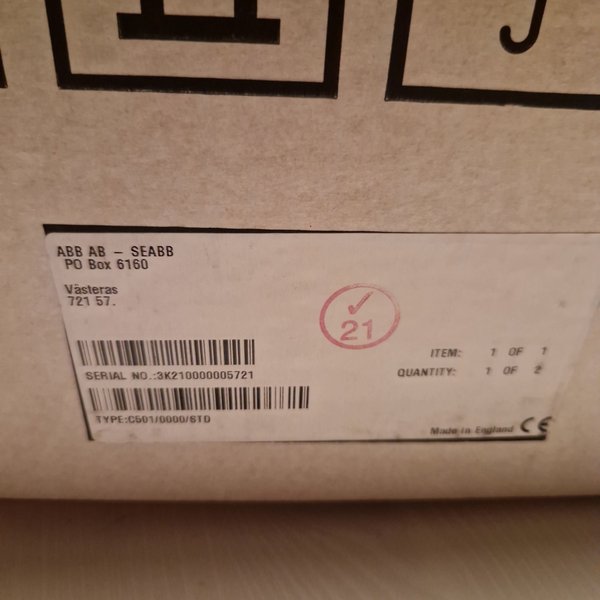 ABB AB - SEABB
PO Box 6160
Västeras
721 57.
✓
21
ITEM: 1 OF 1
SERIAL NO.:3K210000005721
QUANTITY: 1 OF 2
TYPE:C501/0000/STD
Made in England CE